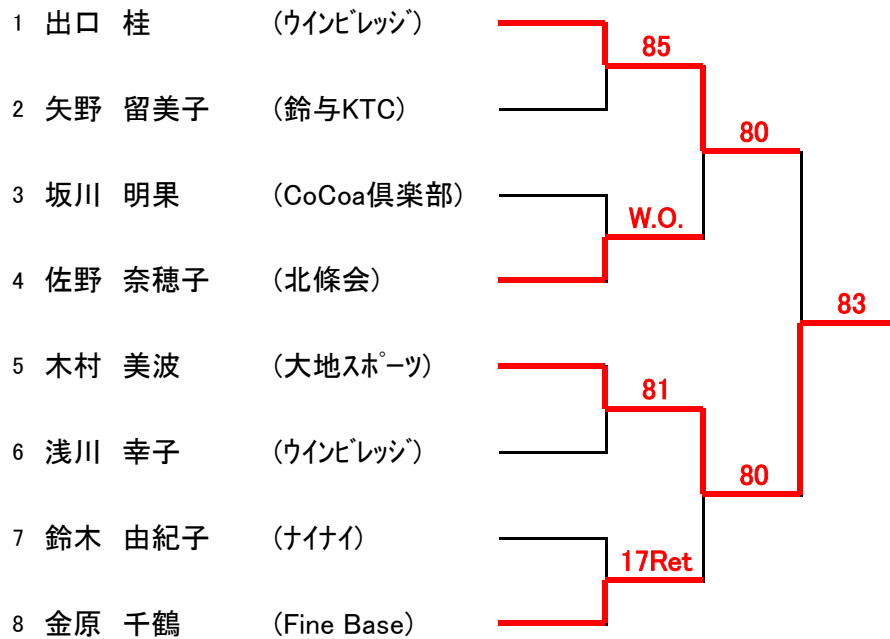 1 出口 桂 (ウインビレッジ)
85
2 矢野 留美子 (鈴与KTC)
80
3 坂川 明果 (CoCoa倶楽部)
W.O.
4 佐野 奈穂子 (北條会)
83
5 木村 美波 (大地スポーツ)
81
6 浅川 幸子 (ウインビレッジ)
80
7 鈴木 由紀子 (ナイナイ)
17Ret
8 金原 千鶴 (Fine Base)